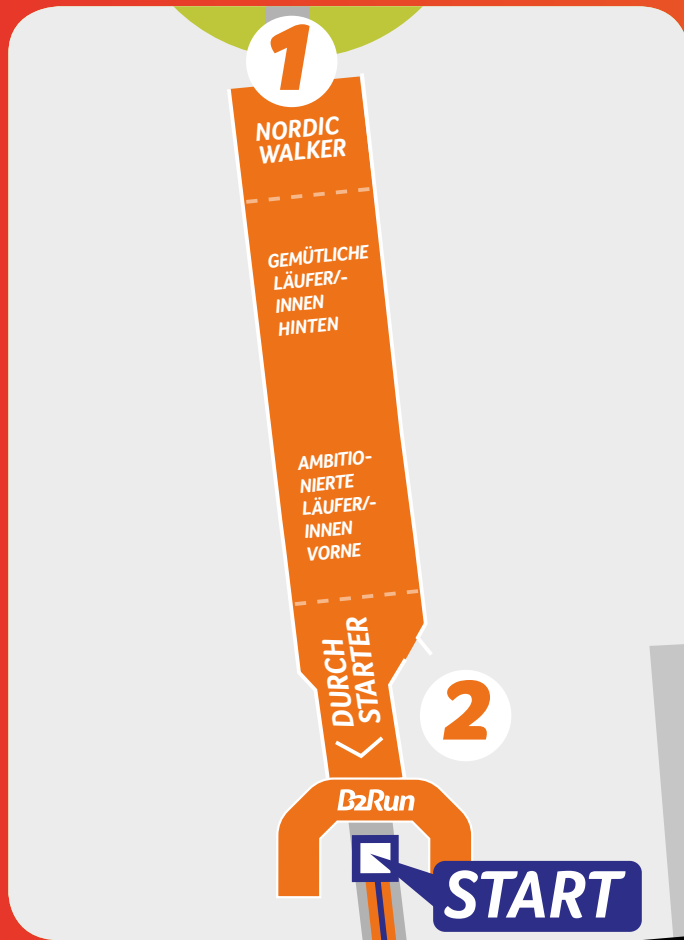 1
NORDIC
WALKER
GEMÜTLICHE
LÄUFER/-
INNEN
HINTEN
AMBITIO-
NIERTE
LÄUFER/-
INNEN
VORNE
DURCH
STARTER
2
B2Run
START